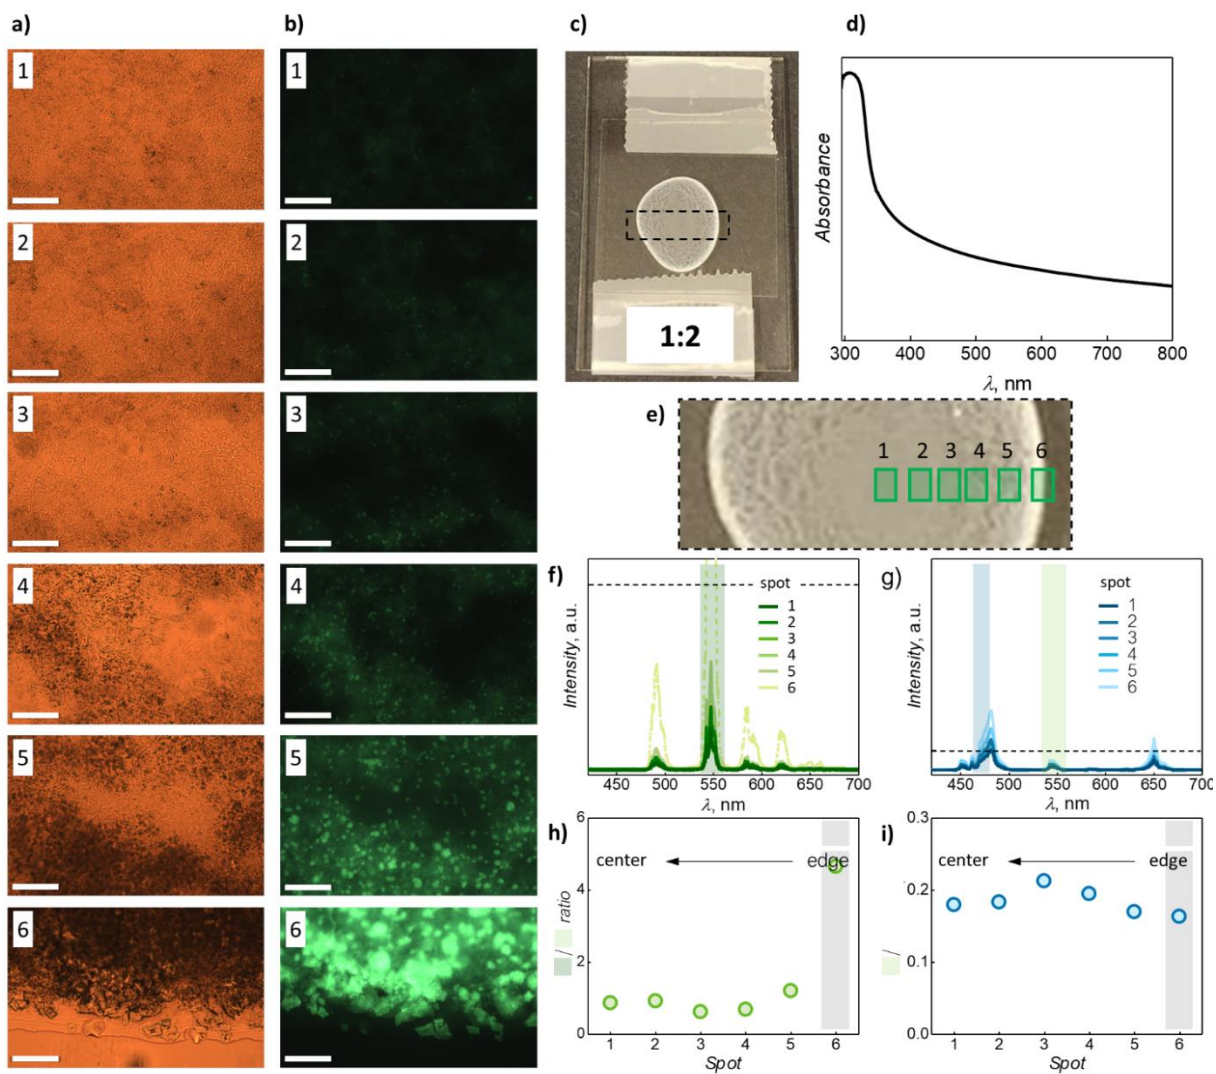 a)
1
2
3
4
5
6
b)
1
2
3
4
5
6
c)
1:2
d)
Absorbance
300 400 500 600 700 800
λ, nm
e)
1 2 3 4 5 6
f)
Intensity, a.u.
spot
1
2
3
4
5
6
450 500 550 600 650 700
λ, nm
g)
Intensity, a.u.
spot
1
2
3
4
5
6
450 500 550 600 650 700
λ, nm
h)
/ ratio
6
4
2
0
center
edge
1 2 3 4 5 6
Spot
i)
/
0.3
0.2
0.1
0.0
center
edge
1 2 3 4 5 6
Spot